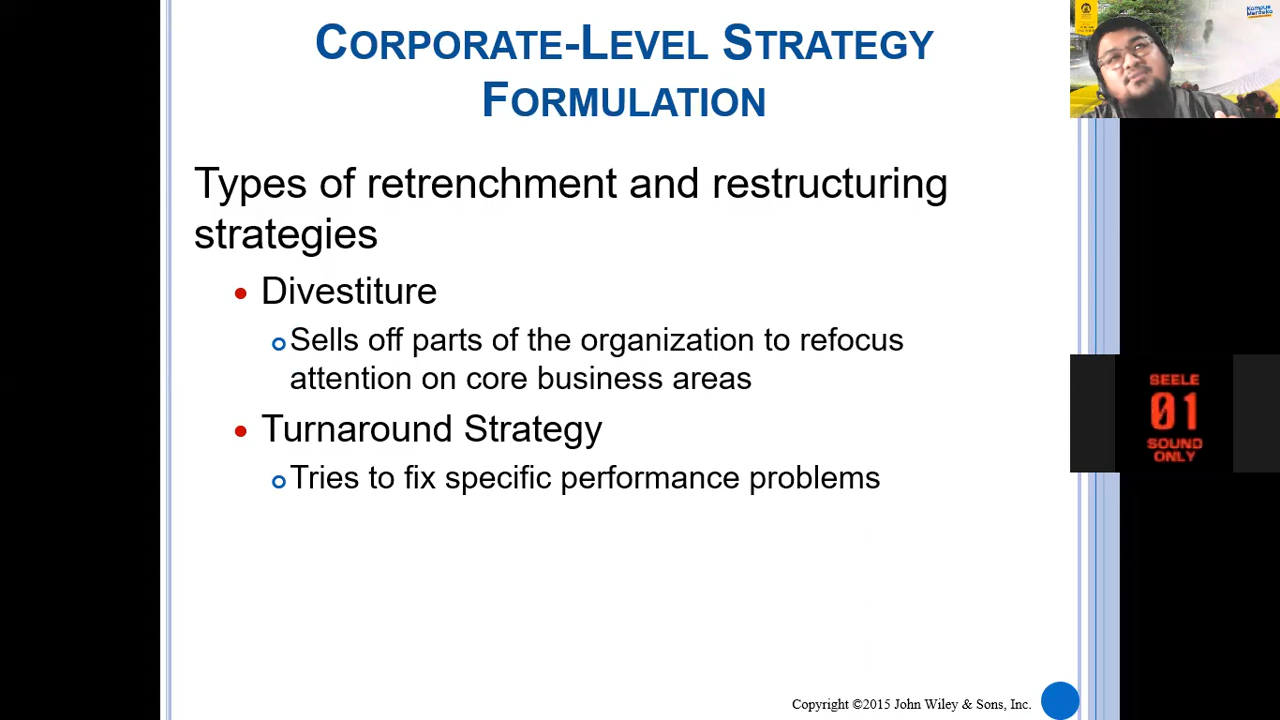 CORPORATE-LEVEL STRATEGY
FORMULATION
Types of retrenchment and restructuring
strategies
Divestiture
Sells off parts of the organization to refocus
attention on core business areas
Turnaround Strategy
Tries to fix specific performance problems
Copyright ©2015 John Wiley & Sons, Inc.
Kampus
Merdeka
SEELE
01
SOUND
ONLY